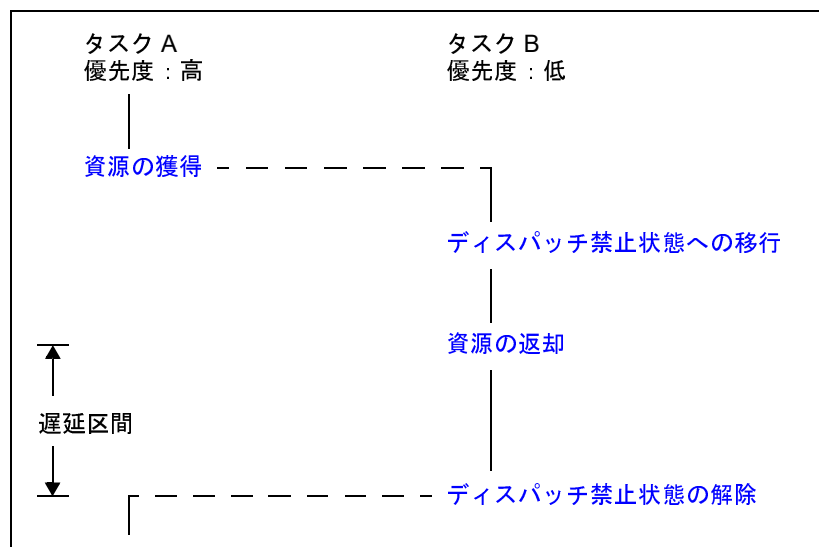 タスク A
優先度：高
タスク B
優先度：低
資源の獲得
ディスパッチ禁止状態への移行
資源の返却
遅延区間
ディスパッチ禁止状態の解除